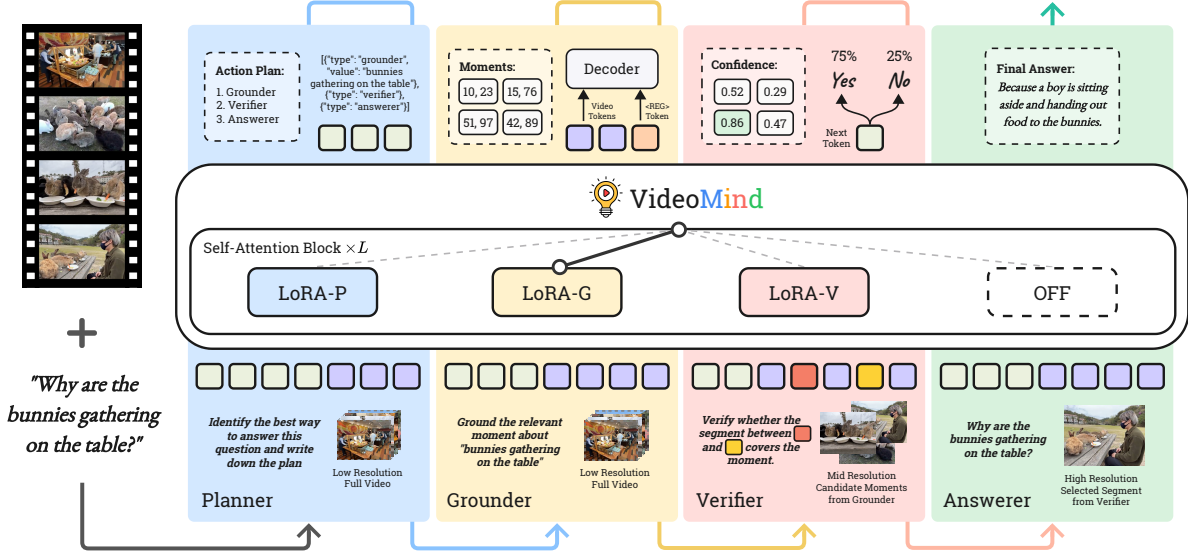 Action Plan:
1. Grounder
2. Verifier
3. Answerer
[{"type": "grounder",
"value": "bunnies
gathering on the table"},
{"type": "verifier"},
{"type": "answerer"}]
Moments:
10, 23
15, 76
51, 97
42, 89
Decoder
Video
Tokens
<REG>
Token
Confidence:
0.52
0.29
0.86
0.47
75%
25%
Yes
No
Next
Token
Final Answer:
Because a boy is sitting
aside and handing out
food to the bunnies.
VideoMind
Self-Attention Block ×L
LoRA-P
LoRA-G
LoRA-V
OFF
"Why are the
bunnies gathering
on the table?"
Identify the best way
to answer this
question and write
down the plan
Low Resolution
Full Video
Planner
Ground the relevant
moment about
"bunnies gathering
on the table"
Low Resolution
Full Video
Grounder
Verify whether the
segment between
and covers the
moment.
Mid Resolution
Candidate Moments
from Grounder
Verifier
Why are the
bunnies gathering
on the table?
High Resolution
Selected Segment
from Verifier
Answerer